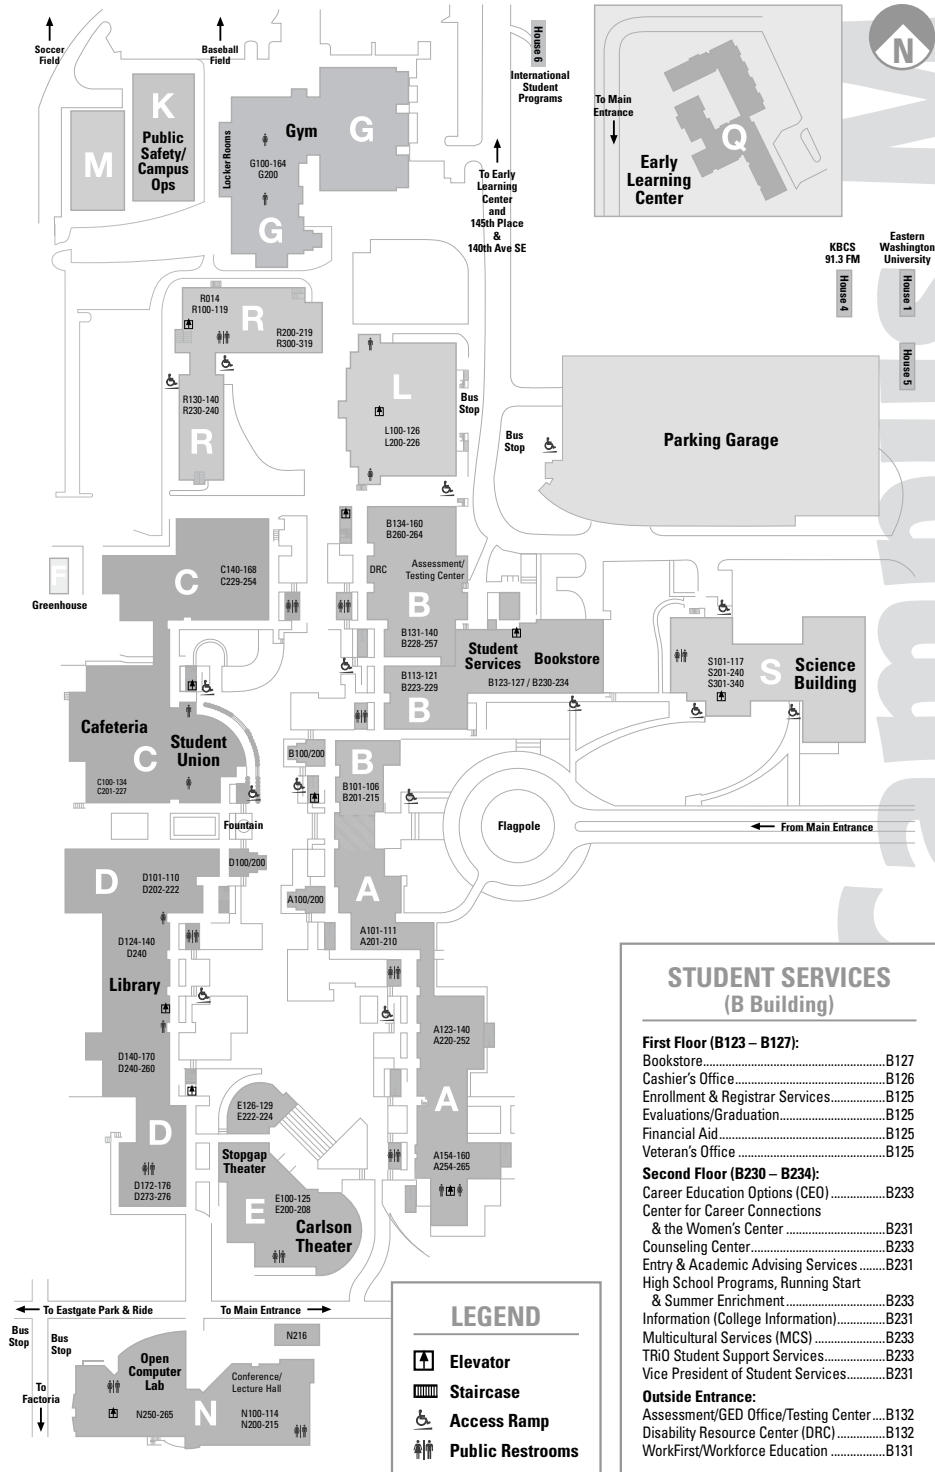 Soccer
Field
Baseball
Field
House 6
International
Student
Programs
N
To Main
Entrance
Q
Early
Learning
Center
K
Public
Safety/
Campus
Ops
M
Locker Rooms
Gym
G
G100-164
G200
G
To Early
Learning
Center
and
145th Place
&
140th Ave SE
KBCS
91.3 FM
House 4
Eastern
Washington
University
House 1
House 5
R014
R100-119
R
R200-219
R300-319
R130-140
R230-240
R
L
L100-126
L200-226
Bus
Stop
Bus
Stop
Parking Garage
C140-168
C229-254
C
F
Greenhouse
B134-160
B260-264
DRC
Assessment/
Testing Center
B
B131-140
B228-257
Student
Services
Bookstore
B123-127 / B230-234
B113-121
B223-229
B
S101-117
S201-240
S301-340
S
Science
Building
Cafeteria
Student
Union
C
C100-134
C201-227
B100/200
B
B101-106
B201-215
Fountain
Flagpole
From Main Entrance
D
D101-110
D202-222
D100/200
A100/200
A
A101-111
A201-210
D124-140
D240
Library
D140-170
D240-260
D
D172-176
D273-276
A123-140
A220-252
A
A154-160
A254-265
E126-129
E222-224
Stopgap
Theater
E
E100-125
E200-208
Carlson
Theater
To Eastgate Park & Ride
To Main Entrance
Bus
Stop
Bus
Stop
To
Factoria
N216
Open
Computer
Lab
N250-265
Conference/
Lecture Hall
N
N100-114
N200-215
LEGEND
Elevator
Staircase
Access Ramp
Public Restrooms
STUDENT SERVICES
(B Building)
First Floor (B123 – B127):
Bookstore....................................................B127
Cashier's Office...........................................B126
Enrollment & Registrar Services................B125
Evaluations/Graduation...............................B125
Financial Aid................................................B125
Veteran's Office ..........................................B125
Second Floor (B230 – B234):
Career Education Options (CEO) ...............B233
Center for Career Connections
& the Women's Center ............................B231
Counseling Center.......................................B233
Entry & Academic Advising Services ........B231
High School Programs, Running Start
& Summer Enrichment ............................B233
Information (College Information)..............B231
Multicultural Services (MCS) ....................B233
TRiO Student Support Services..................B233
Vice President of Student Services...........B231
Outside Entrance:
Assessment/GED Office/Testing Center....B132
Disability Resource Center (DRC) ..............B132
WorkFirst/Workforce Education ................B131